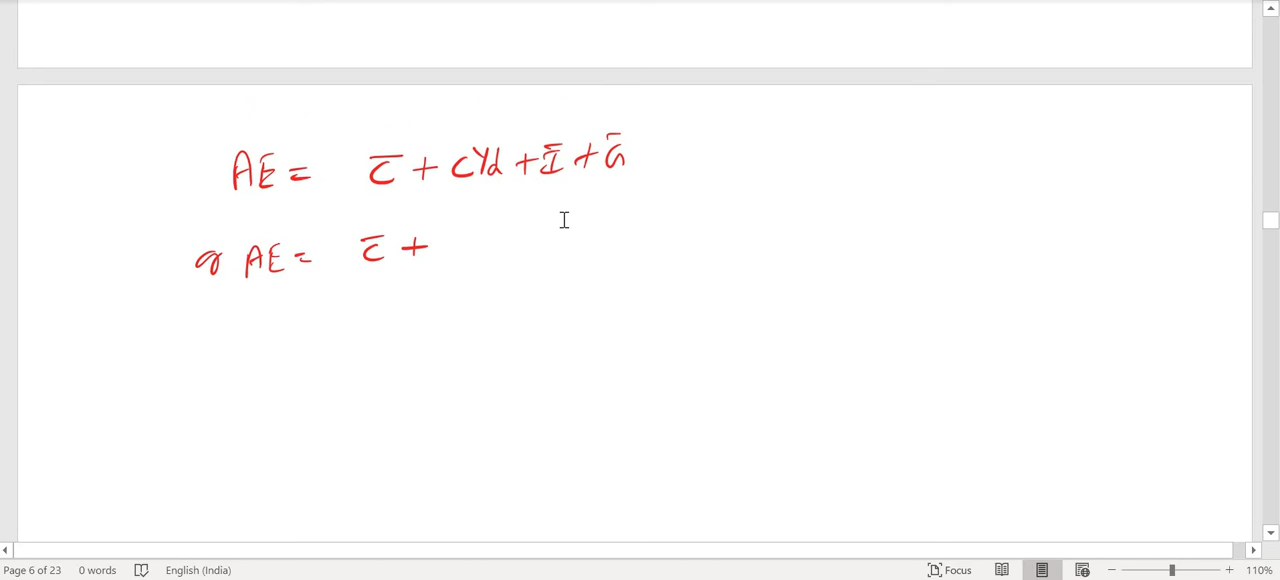 AE = C̄ + cYd + Ī + Ḡ
or AE = C̄ +
Page 6 of 23 0 words English (India) Focus 110%